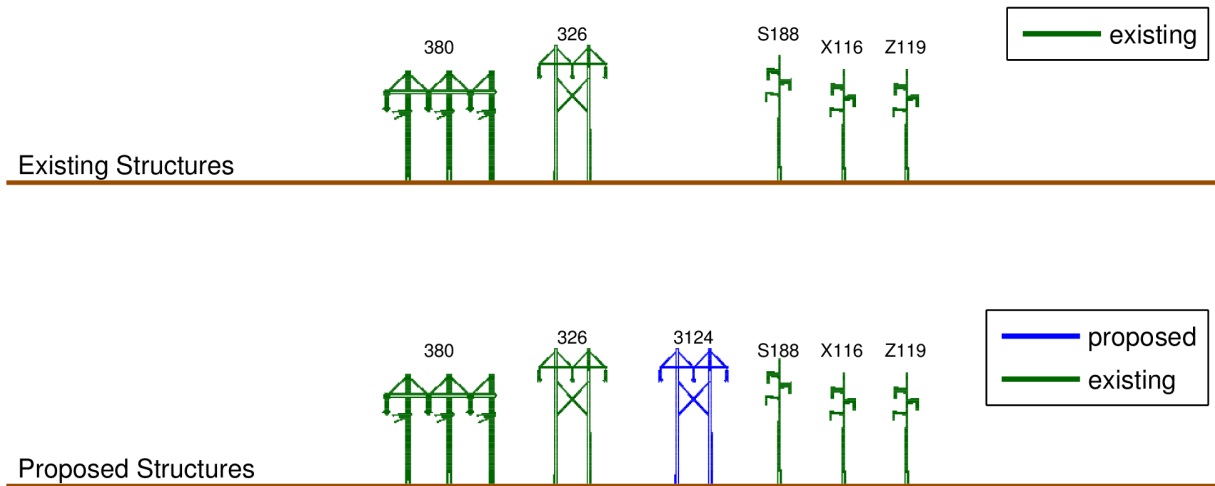 380
326
S188
X116
Z119
existing
Existing Structures
380
326
3124
S188
X116
Z119
proposed
existing
Proposed Structures